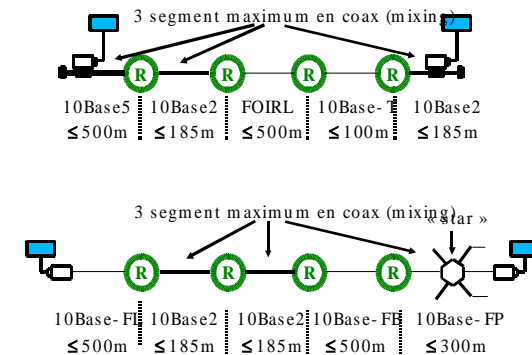 3 segment maximum en coax (mixing)
R R R R
10Base5 10Base2 FOIRL 10Base-T 10Base2
≤500m ≤185m ≤500m ≤100m ≤185m
3 segment maximum en coax (mixing)
« star »
R R R R
10Base-FL 10Base2 10Base2 10Base-FB 10Base-FP
≤500m ≤185m ≤185m ≤500m ≤300m